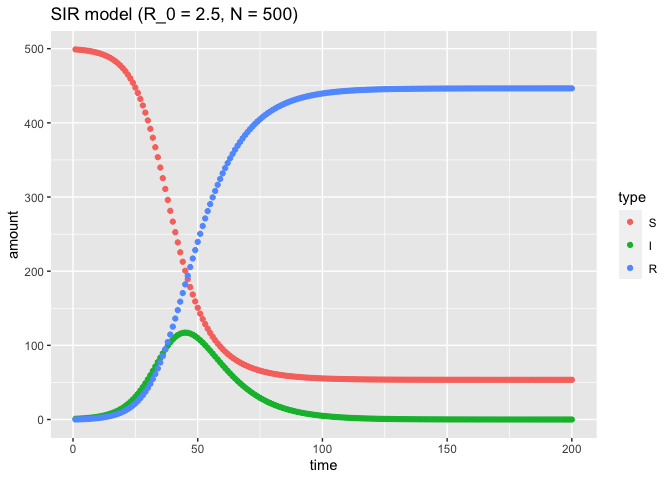 SIR model (R_0 = 2.5, N = 500)
500
400
300
200
100
0
amount
0 50 100 150 200
time
type
S
I
R